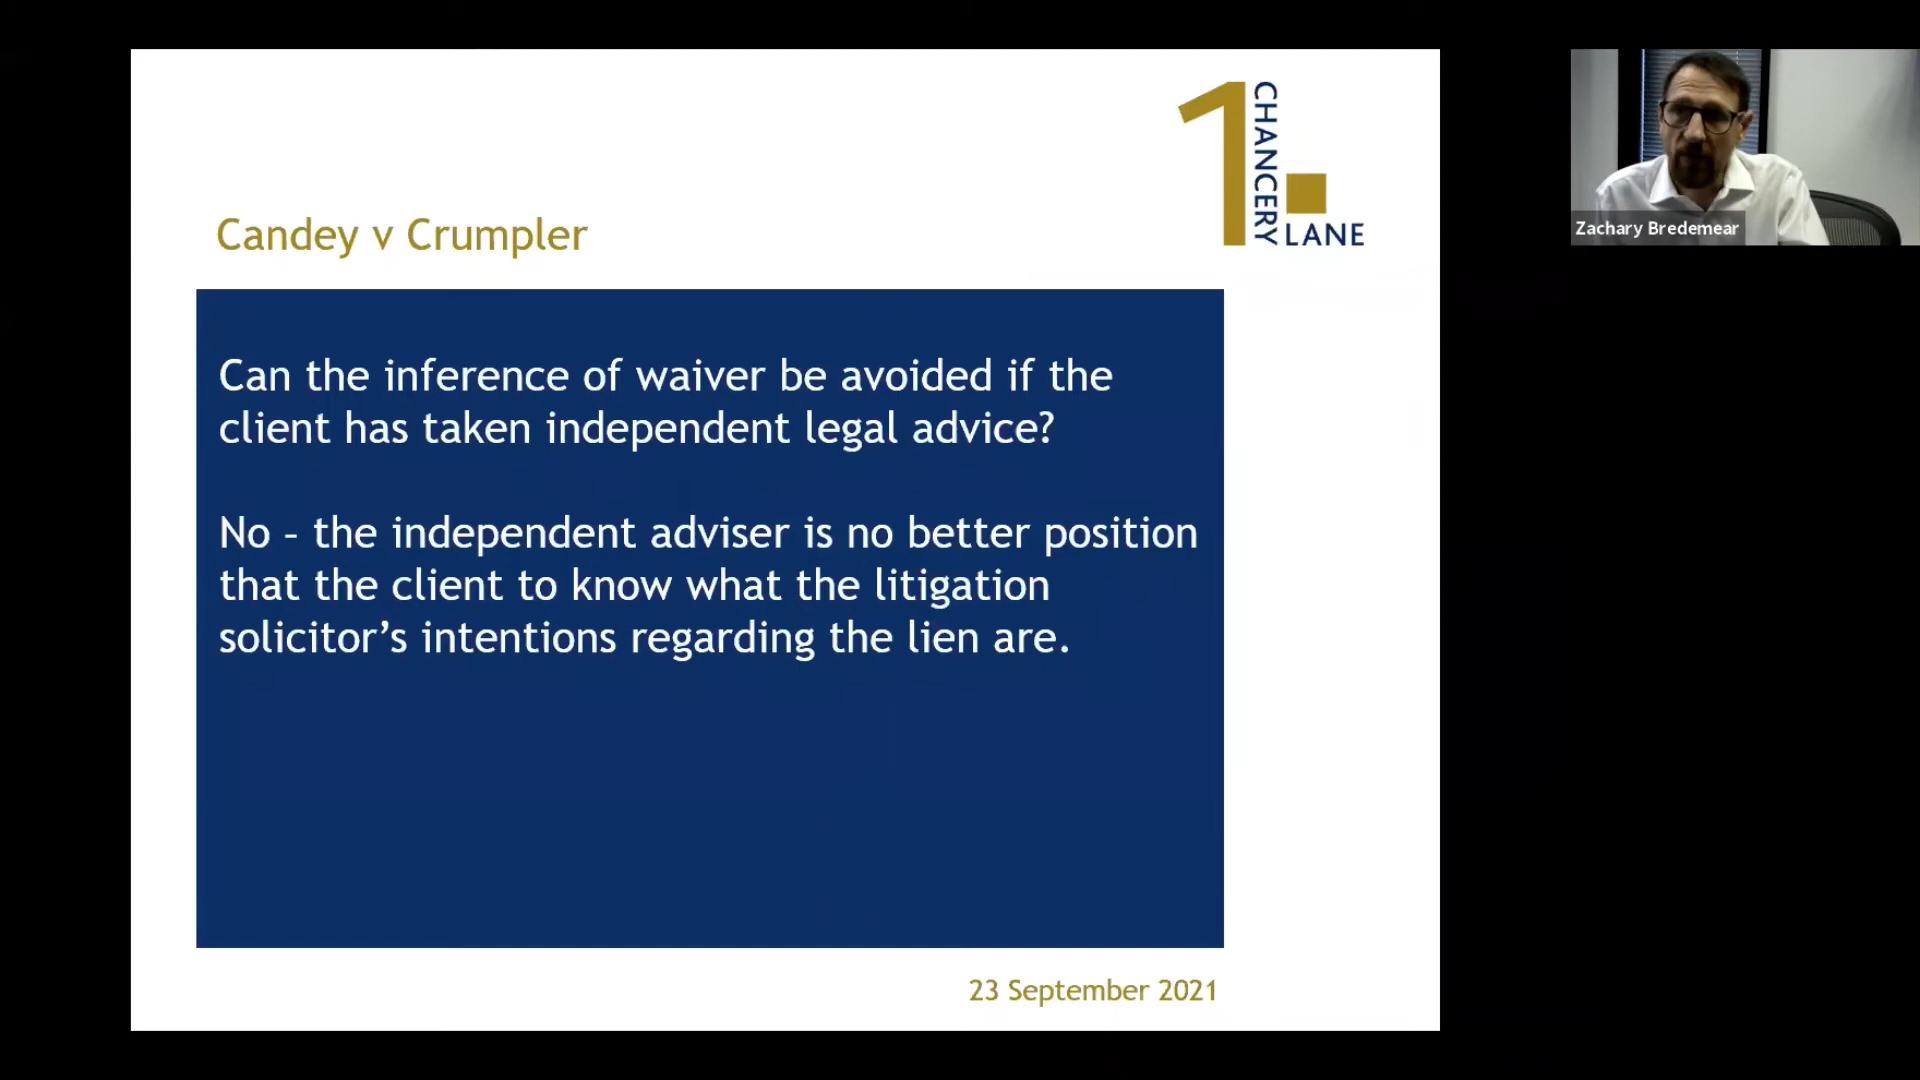 1 CHANCERY LANE
Zachary Bredemear
Candey v Crumpler
Can the inference of waiver be avoided if the
client has taken independent legal advice?
No – the independent adviser is no better position
that the client to know what the litigation
solicitor’s intentions regarding the lien are.
23 September 2021